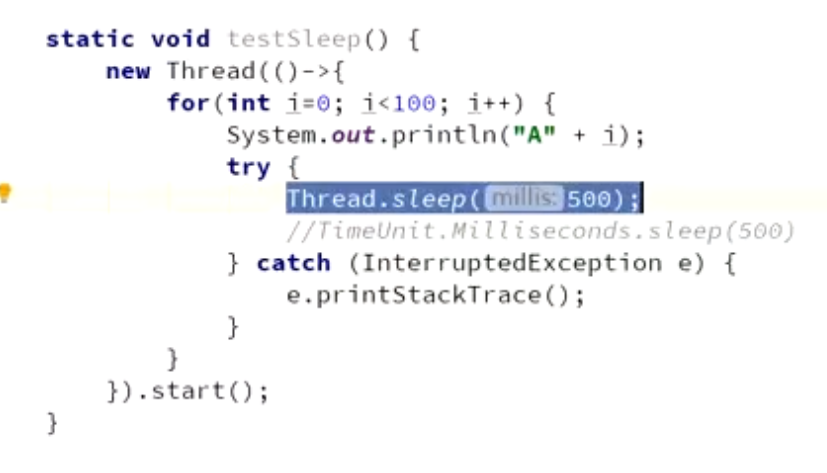 static void testSleep() {
new Thread(()->{
for(int i=0; i<100; i++) {
System.out.println("A" + i);
try {
Thread.sleep( millis: 500);
//TimeUnit.Milliseconds.sleep(500)
} catch (InterruptedException e) {
e.printStackTrace();
}
}
}).start();
}